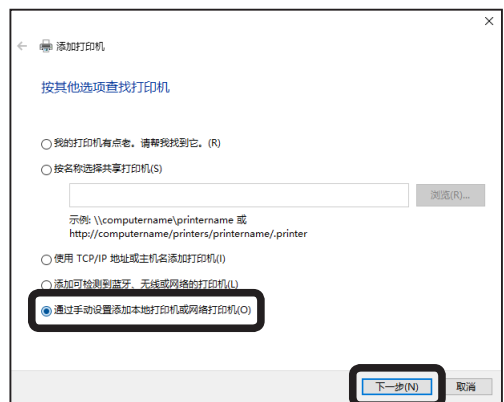 添加打印机
按其他选项查找打印机
我的打印机有点老。请帮我找到它。(R)
按名称选择共享打印机(S)
浏览(R)...
示例: \\computername\printername 或
http://computername/printers/printername/.printer
使用 TCP/IP 地址或主机名添加打印机(I)
添加可检测到蓝牙、无线或网络的打印机(L)
通过手动设置添加本地打印机或网络打印机(O)
下一步(N)
取消